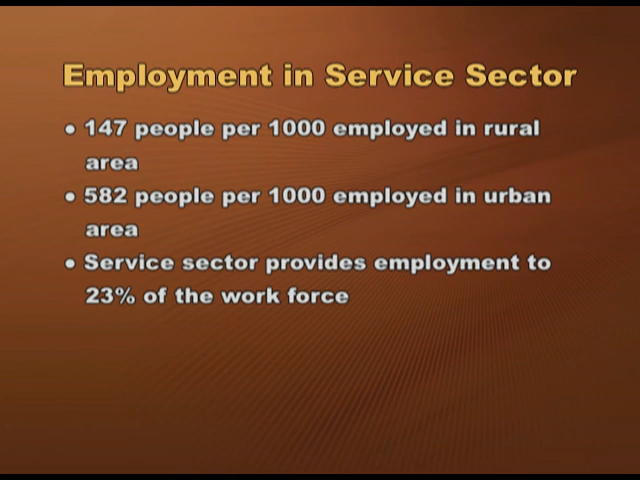 Employment in Service Sector
• 147 people per 1000 employed in rural
area
• 582 people per 1000 employed in urban
area
• Service sector provides employment to
23% of the work force